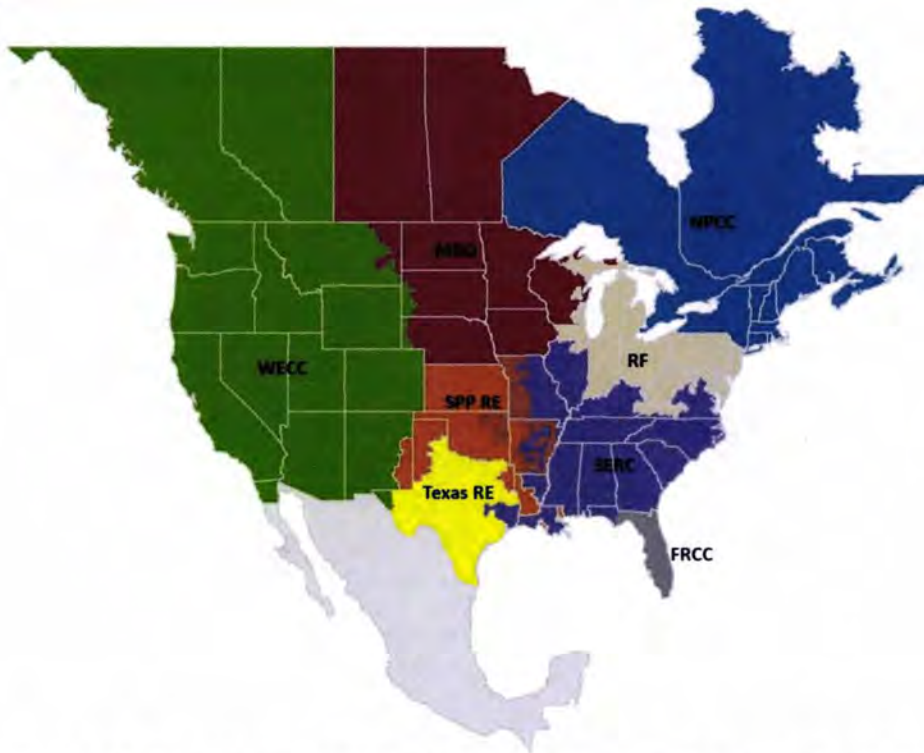 NPCC
MRO
RF
WECC
SPP RE
SERC
Texas RE
FRCC